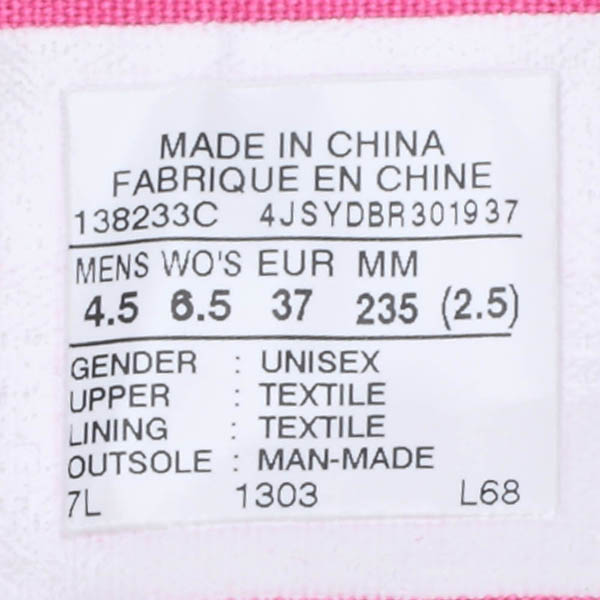 MADE IN CHINA
FABRIQUE EN CHINE
138233C 4JSYDBR301937
MENS WO'S EUR MM
4.5 6.5 37 235 (2.5)
GENDER : UNISEX
UPPER : TEXTILE
LINING : TEXTILE
OUTSOLE : MAN-MADE
7L 1303 L68